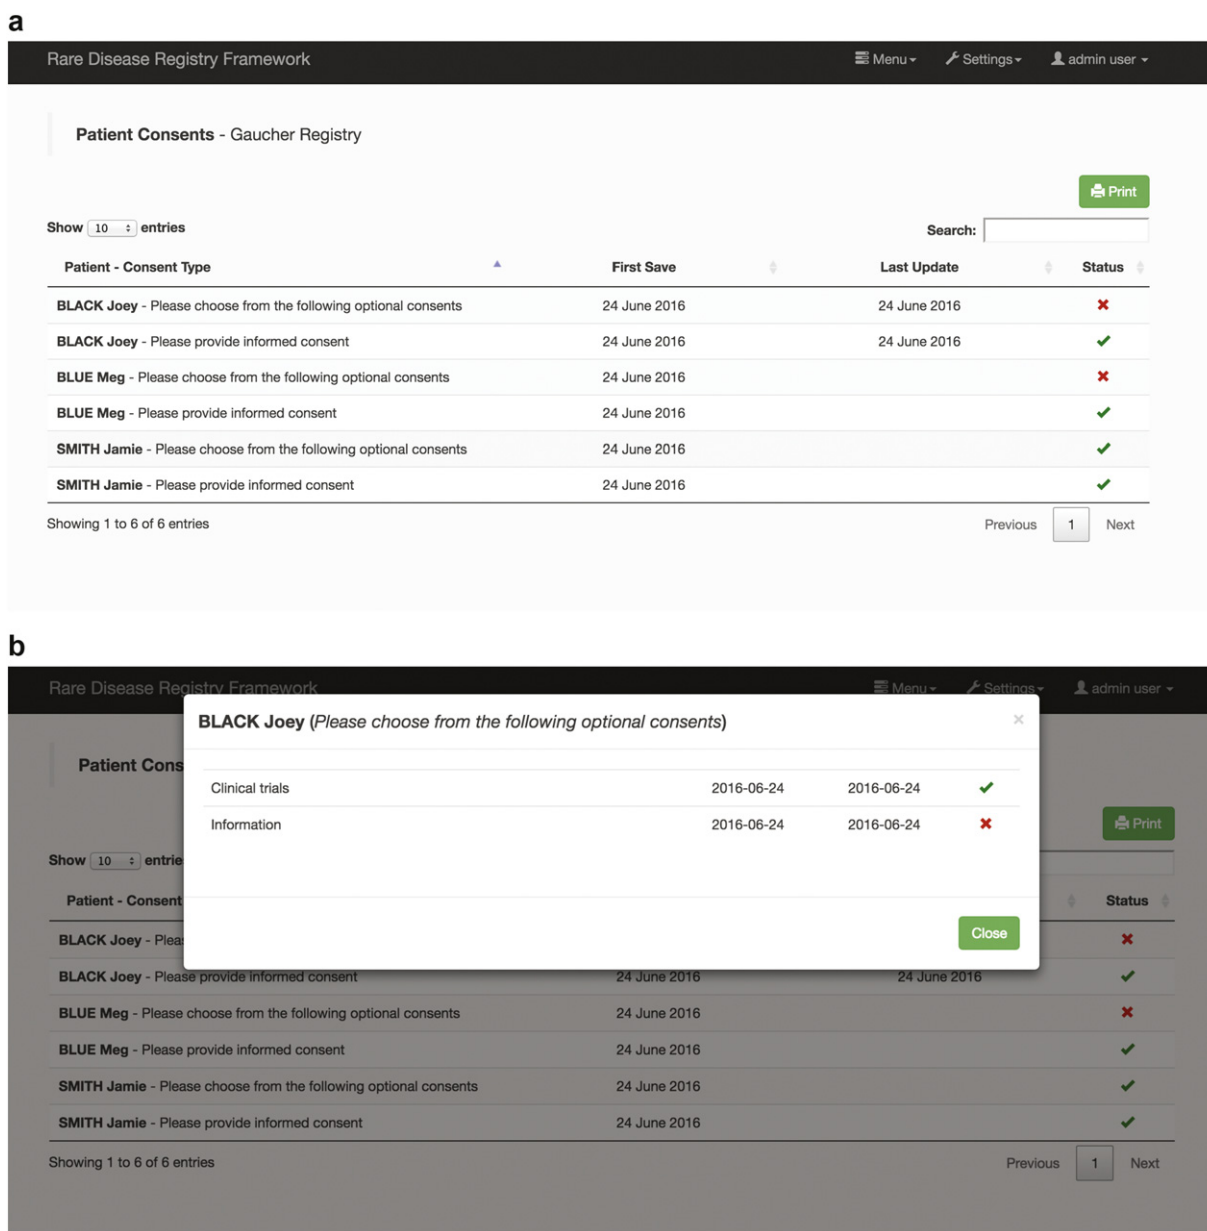 a
Rare Disease Registry Framework Menu Settings admin user
Patient Consents - Gaucher Registry
Print
Show 10 entries Search:
Patient - Consent Type First Save Last Update Status
BLACK Joey - Please choose from the following optional consents 24 June 2016 24 June 2016
BLACK Joey - Please provide informed consent 24 June 2016 24 June 2016
BLUE Meg - Please choose from the following optional consents 24 June 2016
BLUE Meg - Please provide informed consent 24 June 2016
SMITH Jamie - Please choose from the following optional consents 24 June 2016
SMITH Jamie - Please provide informed consent 24 June 2016
Showing 1 to 6 of 6 entries Previous 1 Next
b
Rare Disease Registry Framework Menu Settings admin user
BLACK Joey (Please choose from the following optional consents) ×
Patient Cons
Clinical trials 2016-06-24 2016-06-24
Information 2016-06-24 2016-06-24
Print
Show 10 entrie
Patient - Consent Status
Close
BLACK Joey - Pleas
BLACK Joey - Please provide informed consent 24 June 2016 24 June 2016
BLUE Meg - Please choose from the following optional consents 24 June 2016
BLUE Meg - Please provide informed consent 24 June 2016
SMITH Jamie - Please choose from the following optional consents 24 June 2016
SMITH Jamie - Please provide informed consent 24 June 2016
Showing 1 to 6 of 6 entries Previous 1 Next